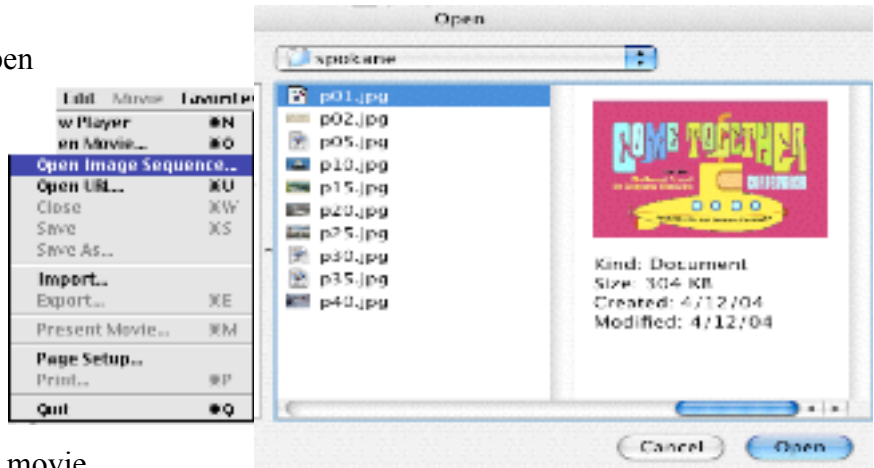 pen
Edit Movie Favorite
w Player ⌘N
en Movie... ⌘O
Open Image Sequence...
Open URL... ⌘U
Close ⌘W
Save ⌘S
Save As...
Import...
Export... ⌘E
Present Movie... ⌘M
Page Setup...
Print... ⌘P
Quit ⌘Q
movie
Open
spokane
p01.jpg
p02.jpg
p05.jpg
p10.jpg
p15.jpg
p20.jpg
p25.jpg
p30.jpg
p35.jpg
p40.jpg
COME TOGETHER
Kind: Document
Size: 304 KB
Created: 4/12/04
Modified: 4/12/04
Cancel Open